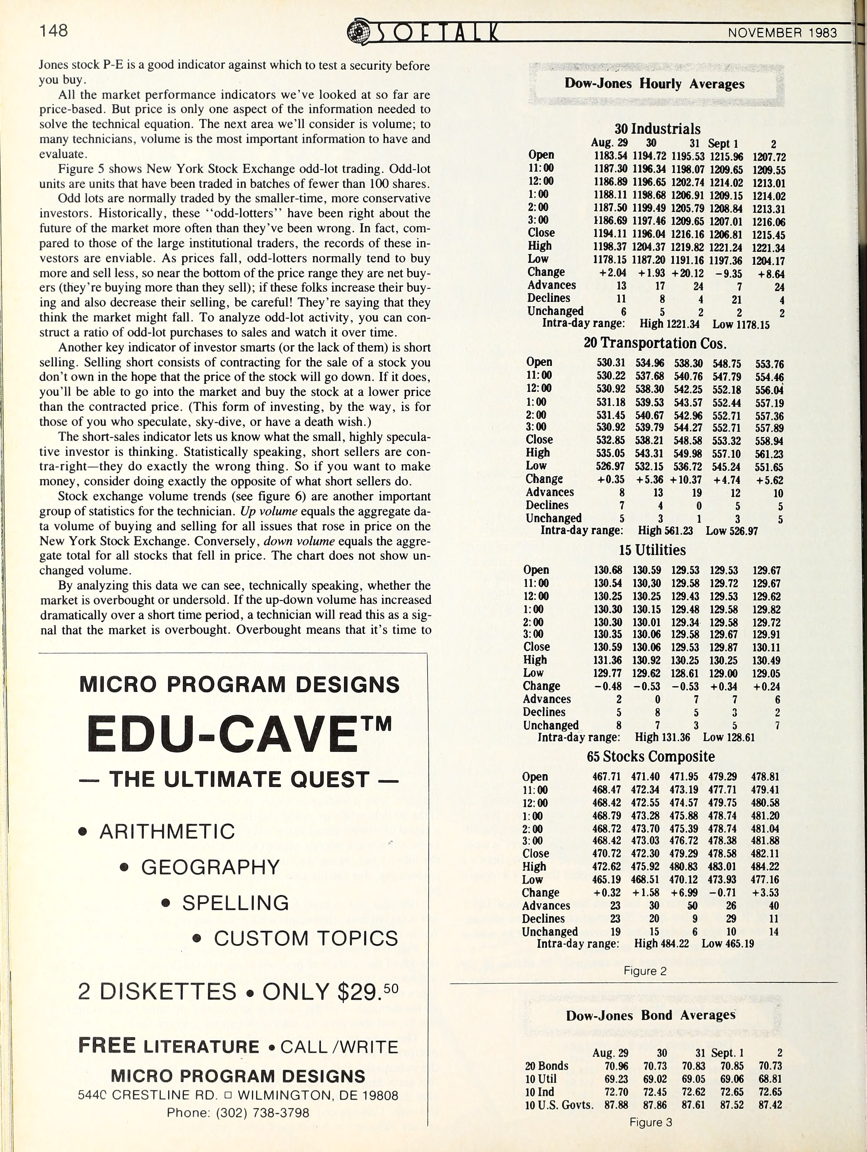 148
SOFTALK
NOVEMBER 1983
Jones stock P-E is a good indicator against which to test a security before
you buy.
All the market performance indicators we've looked at so far are
price-based. But price is only one aspect of the information needed to
solve the technical equation. The next area we'll consider is volume; to
many technicians, volume is the most important information to have and
evaluate.
Figure 5 shows New York Stock Exchange odd-lot trading. Odd-lot
units are units that have been traded in batches of fewer than 100 shares.
Odd lots are normally traded by the smaller-time, more conservative
investors. Historically, these "odd-lotters" have been right about the
future of the market more often than they've been wrong. In fact, com-
pared to those of the large institutional traders, the records of these in-
vestors are enviable. As prices fall, odd-lotters normally tend to buy
more and sell less, so near the bottom of the price range they are net buy-
ers (they're buying more than they sell); if these folks increase their buy-
ing and also decrease their selling, be careful! They're saying that they
think the market might fall. To analyze odd-lot activity, you can con-
struct a ratio of odd-lot purchases to sales and watch it over time.
Another key indicator of investor smarts (or the lack of them) is short
selling. Selling short consists of contracting for the sale of a stock you
don't own in the hope that the price of the stock will go down. If it does,
you'll be able to go into the market and buy the stock at a lower price
than the contracted price. (This form of investing, by the way, is for
those of you who speculate, sky-dive, or have a death wish.)
The short-sales indicator lets us know what the small, highly specula-
tive investor is thinking. Statistically speaking, short sellers are con-
tra-right—they do exactly the wrong thing. So if you want to make
money, consider doing exactly the opposite of what short sellers do.
Stock exchange volume trends (see figure 6) are another important
group of statistics for the technician. Up volume equals the aggregate da-
ta volume of buying and selling for all issues that rose in price on the
New York Stock Exchange. Conversely, down volume equals the aggre-
gate total for all stocks that fell in price. The chart does not show un-
changed volume.
By analyzing this data we can see, technically speaking, whether the
market is overbought or undersold. If the up-down volume has increased
dramatically over a short time period, a technician will read this as a sig-
nal that the market is overbought. Overbought means that it's time to
MICRO PROGRAM DESIGNS
EDU-CAVE™
— THE ULTIMATE QUEST —
• ARITHMETIC
• GEOGRAPHY
• SPELLING
• CUSTOM TOPICS
2 DISKETTES • ONLY $29.50
FREE LITERATURE • CALL/WRITE
MICRO PROGRAM DESIGNS
5440 CRESTLINE RD. □ WILMINGTON, DE 19808
Phone: (302) 738-3798
Dow-Jones Hourly Averages
30 Industrials
Aug. 29 30 31 Sept 1 2
Open 1183.54 1194.72 1195.53 1215.96 1207.72
11:00 1187.30 1196.34 1198.07 1209.65 1209.55
12:00 1186.89 1196.65 1202.74 1214.02 1213.01
1:00 1188.11 1198.68 1206.91 1209.15 1214.02
2:00 1187.50 1199.49 1205.79 1208.84 1213.31
3:00 1186.69 1197.46 1209.65 1207.01 1216.06
Close 1194.11 1196.04 1216.16 1206.81 1215.45
High 1198.37 1204.37 1219.82 1221.24 1221.34
Low 1178.15 1187.20 1191.16 1197.36 1204.17
Change +2.04 +1.93 +20.12 -9.35 +8.64
Advances 13 17 24 7 24
Declines 11 8 4 21 4
Unchanged 6 5 2 2 2
Intra-day range: High 1221.34 Low 1178.15
20 Transportation Cos.
Open 530.31 534.96 538.30 548.75 553.76
11:00 530.22 537.68 540.76 547.79 554.46
12:00 530.92 538.30 542.25 552.18 556.04
1:00 531.18 539.53 543.57 552.44 557.19
2:00 531.45 540.67 542.96 552.71 557.36
3:00 530.92 539.79 544.27 552.71 557.89
Close 532.85 538.21 548.58 553.32 558.94
High 535.05 543.31 549.98 557.10 561.23
Low 526.97 532.15 536.72 545.24 551.65
Change +0.35 +5.36 +10.37 +4.74 +5.62
Advances 8 13 19 12 10
Declines 7 4 0 5 5
Unchanged 5 3 1 3 5
Intra-day range: High 561.23 Low 526.97
15 Utilities
Open 130.68 130.59 129.53 129.53 129.67
11:00 130.54 130.30 129.58 129.72 129.67
12:00 130.25 130.25 129.43 129.53 129.62
1:00 130.30 130.15 129.48 129.58 129.82
2:00 130.30 130.01 129.34 129.58 129.72
3:00 130.35 130.06 129.58 129.67 129.91
Close 130.59 130.06 129.53 129.87 130.11
High 131.36 130.92 130.25 130.25 130.49
Low 129.77 129.62 128.61 129.00 129.05
Change -0.48 -0.53 -0.53 +0.34 +0.24
Advances 2 0 7 7 6
Declines 5 8 5 3 2
Unchanged 8 7 3 5 7
Intra-day range: High 131.36 Low 128.61
65 Stocks Composite
Open 467.71 471.40 471.95 479.29 478.81
11:00 468.47 472.34 473.19 477.71 479.41
12:00 468.42 472.55 474.57 479.75 480.58
1:00 468.79 473.28 475.88 478.74 481.20
2:00 468.72 473.70 475.39 478.74 481.04
3:00 468.42 473.03 476.72 478.38 481.88
Close 470.72 472.30 479.29 478.58 482.11
High 472.62 475.92 480.83 483.01 484.22
Low 465.19 468.51 470.12 473.93 477.16
Change +0.32 +1.58 +6.99 -0.71 +3.53
Advances 23 30 50 26 40
Declines 23 20 9 29 11
Unchanged 19 15 6 10 14
Intra-day range: High 484.22 Low 465.19
Figure 2
Dow-Jones Bond Averages
Aug. 29 30 31 Sept. 1 2
20 Bonds 70.96 70.73 70.83 70.85 70.73
10 Util 69.23 69.02 69.05 69.06 68.81
10 Ind 72.70 72.45 72.62 72.65 72.65
10 U.S. Govts. 87.88 87.86 87.61 87.52 87.42
Figure 3